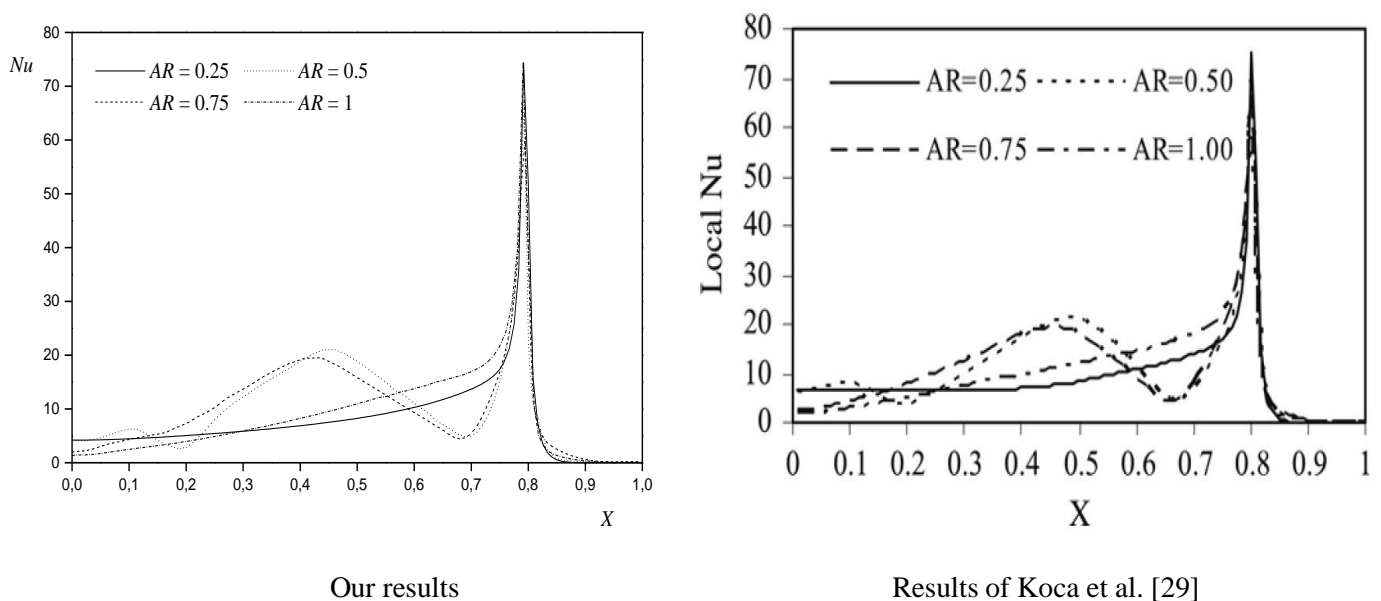 80
70
60
50
40
30
20
10
0
Nu
AR = 0.25
AR = 0.5
AR = 0.75
AR = 1
0,0 0,1 0,2 0,3 0,4 0,5 0,6 0,7 0,8 0,9 1,0
X
80
70
60
50
40
30
20
10
0
Local Nu
AR=0.25
AR=0.50
AR=0.75
AR=1.00
0 0.1 0.2 0.3 0.4 0.5 0.6 0.7 0.8 0.9 1
X
Our results
Results of Koca et al. [29]